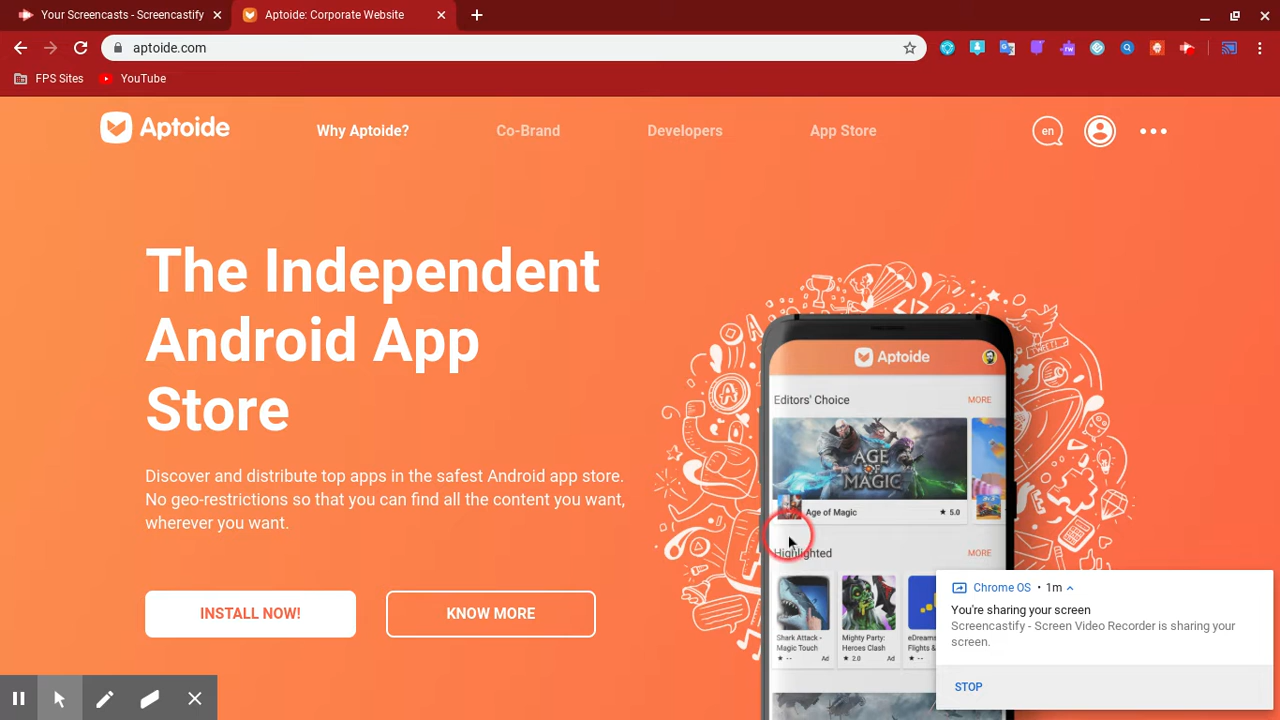 Your Screencasts - Screencastify
Aptoide: Corporate Website
aptoide.com
FPS Sites
YouTube
Aptoide
Why Aptoide?
Co-Brand
Developers
App Store
en
The Independent
Android App
Store
Discover and distribute top apps in the safest Android app store.
No geo-restrictions so that you can find all the content you want,
wherever you want.
INSTALL NOW!
KNOW MORE
Aptoide
Editors' Choice
MORE
AGE OF MAGIC
Age of Magic
★ 5.0
Highlighted
MORE
Shark Attack -
Magic Touch
★ -- Ad
Mighty Party:
Heroes Clash
★ 2.0 Ad
eDreams
Flights &
★ --
TWEET!
Chrome OS • 1m
You're sharing your screen
Screencastify - Screen Video Recorder is sharing your
screen.
STOP